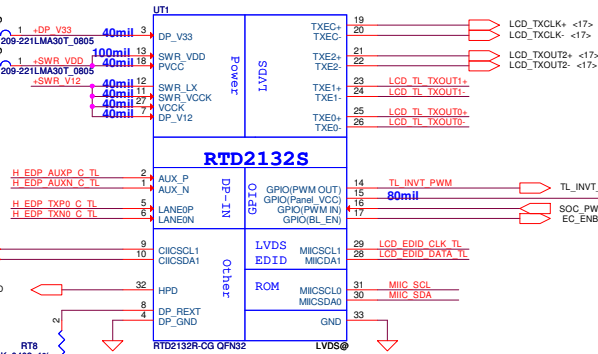 UT1
+DP_V33 40mil 3 DP_V33
209-221LMA30T_0805
100mil 13 SWR_VDD
+SWR_VDD 40mil 18 PVCC
209-221LMA30T_0805
+SWR_V12 40mil 12 SWR_LX
40mil 11 SWR_VCCK
40mil 27 VCCK
40mil 7 DP_V12
Power
LVDS
TXEC+ 19 LCD_TXCLK+ <17>
TXEC- 20 LCD_TXCLK- <17>
TXE2+ 21 LCD_TXOUT2+ <17>
TXE2- 22 LCD_TXOUT2- <17>
TXE1+ 23 LCD_TL_TXOUT1+
TXE1- 24 LCD_TL_TXOUT1-
TXE0+ 25 LCD_TL_TXOUT0+
TXE0- 26 LCD_TL_TXOUT0-
RTD2132S
H_EDP_AUXP_C_TL 2 AUX_P
H_EDP_AUXN_C_TL 1 AUX_N
H_EDP_TXP0_C_TL 5 LANE0P
H_EDP_TXN0_C_TL 6 LANE0N
DP-IN
GPIO
GPIO(PWM OUT) 14 TL_INVT_PWM TL_INVT_
GPIO(Panel_VCC) 15 80mil
GPIO(PWM IN) 16 SOC_PW
GPIO(BL_EN) 17 EC_ENB
9 CIICSCL1
10 CIICSDA1
Other
LVDS
EDID
MIICSCL1 29 LCD_EDID_CLK_TL
MIICDA1 28 LCD_EDID_DATA_TL
32 HPD
ROM
MIICSCL0 31 MIIC_SCL
MIICSDA0 30 MIIC_SDA
8 DP_REXT
4 DP_GND
GND 33
2
RT8
RTD2132R-CG QFN32 LVDS@